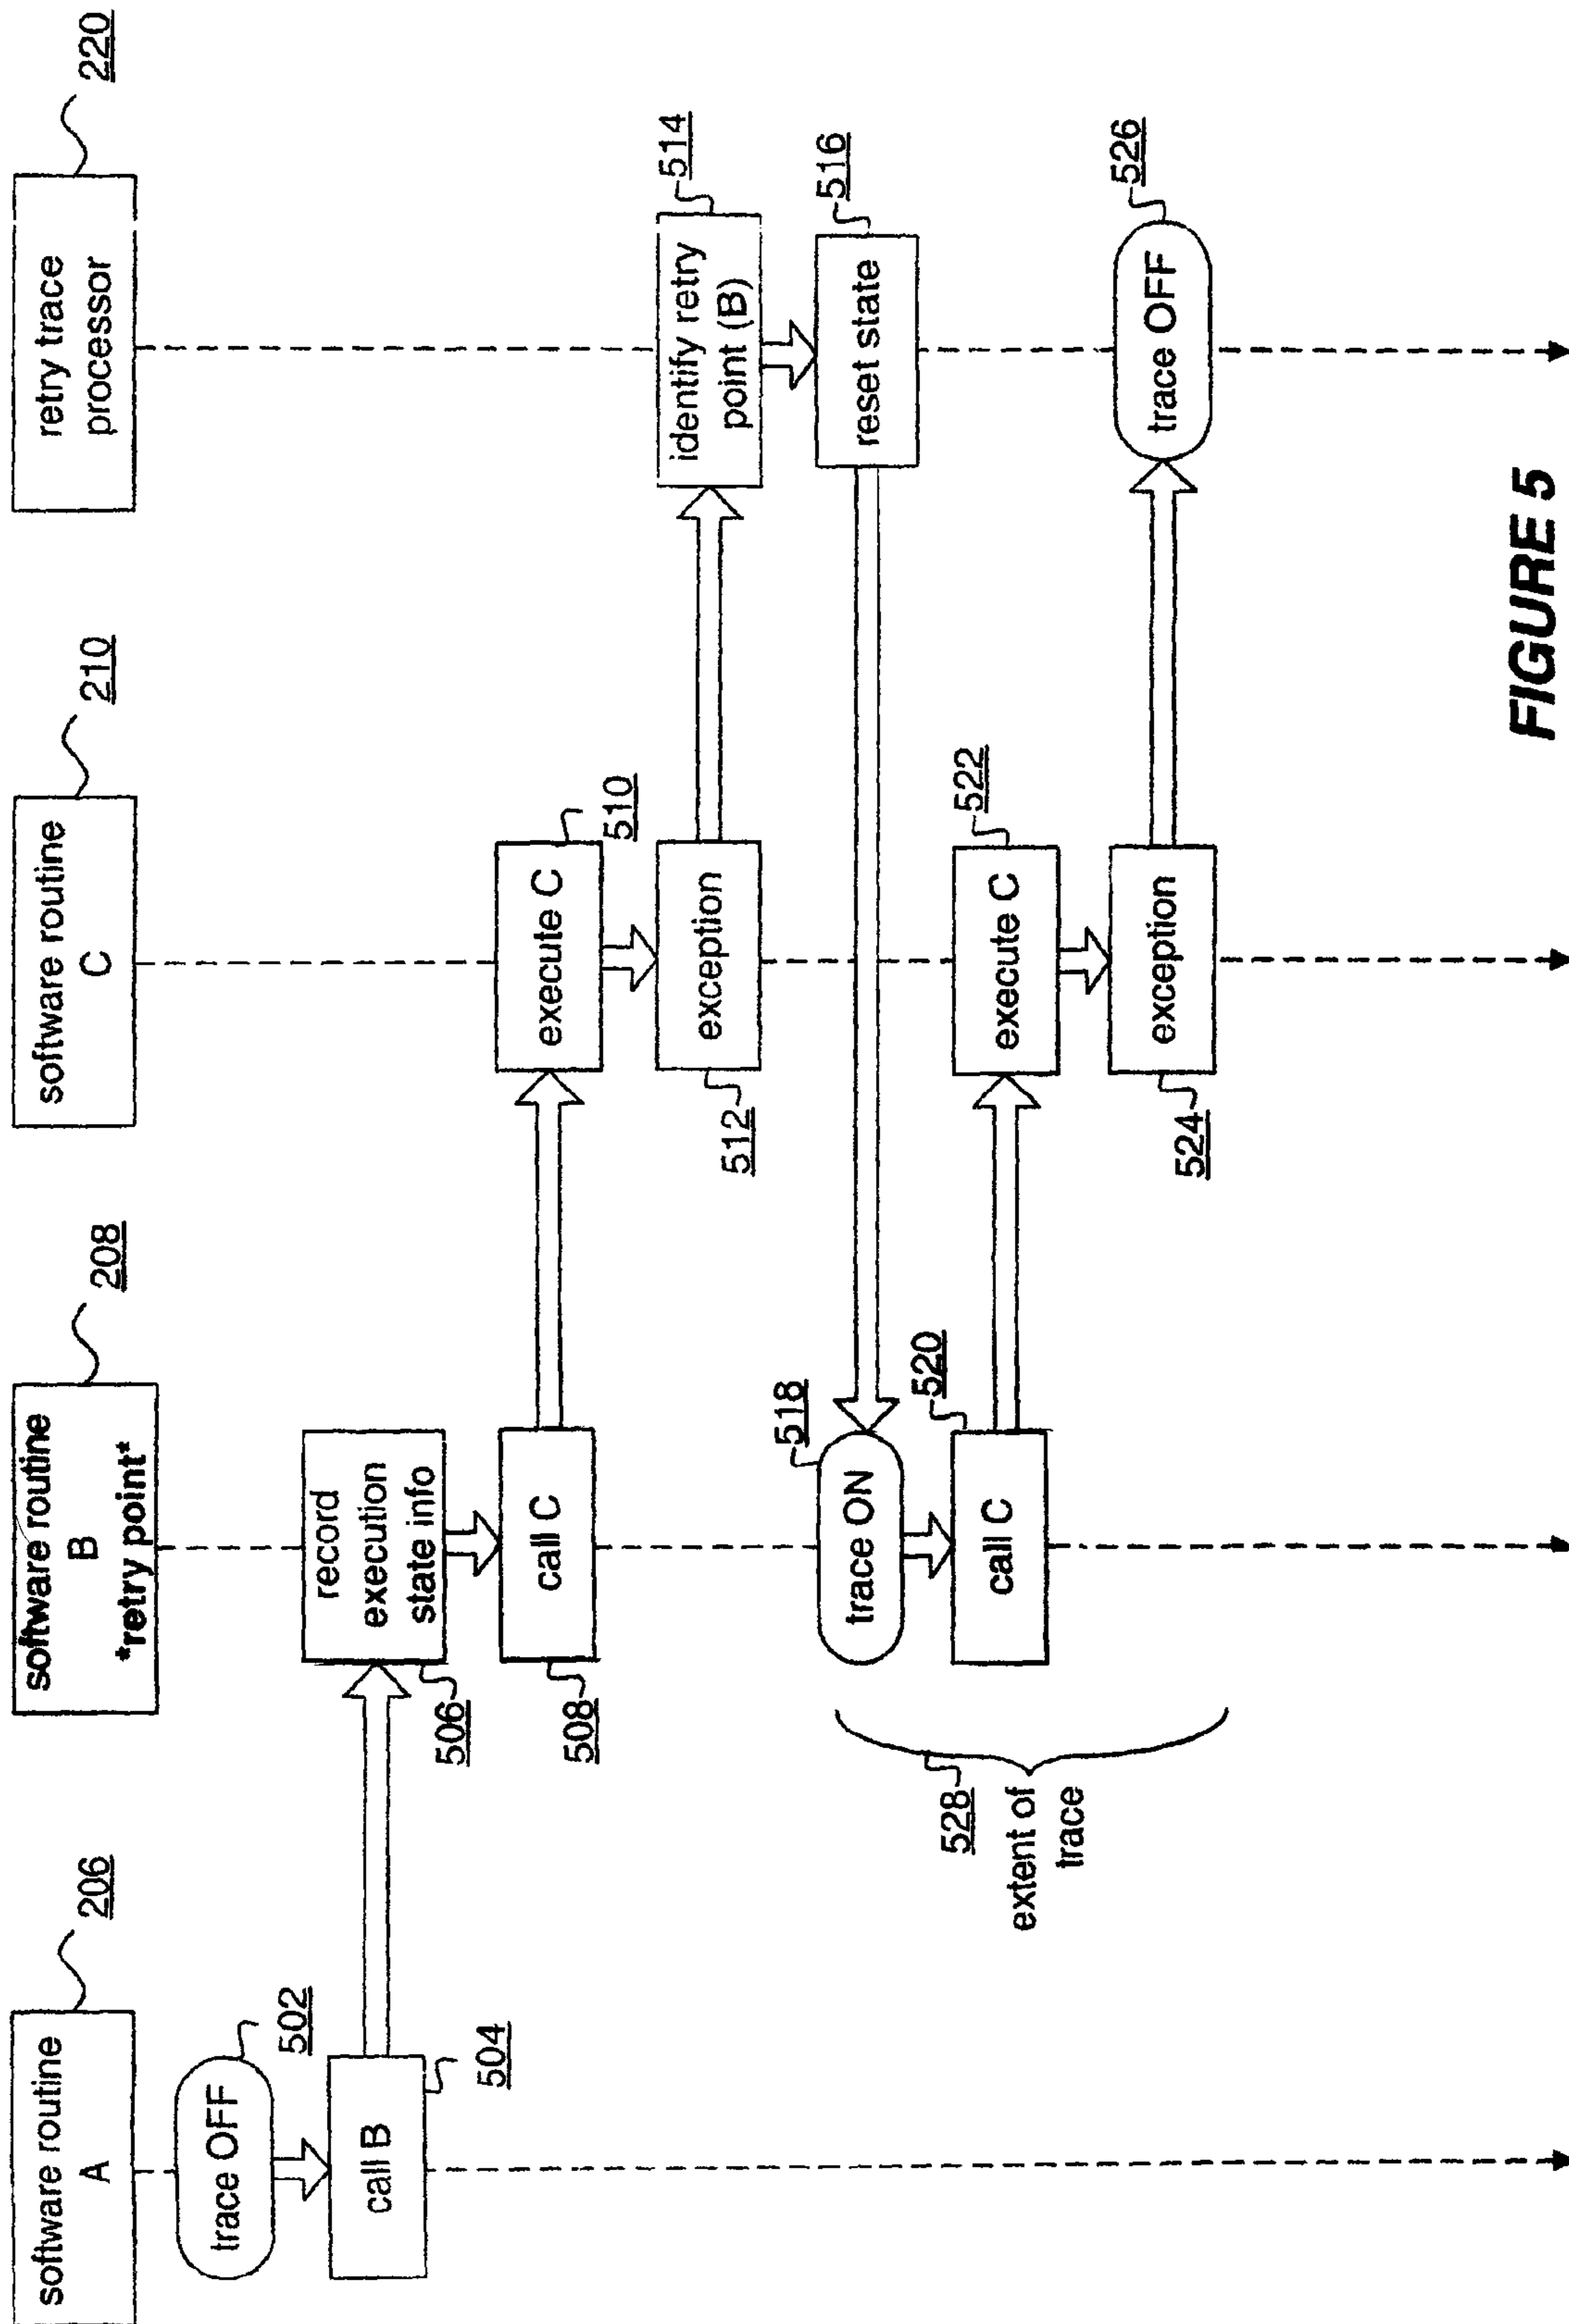 software routine
A
206
software routine
B
*retry point*
208
software routine
C
210
retry trace
processor
220
trace OFF
502
call B
504
record
execution
state info
506
call C
508
execute C
510
exception
512
identify retry
point (B)
514
reset state
516
trace ON
518
call C
520
execute C
522
exception
524
trace OFF
526
528
extent of
trace
FIGURE 5